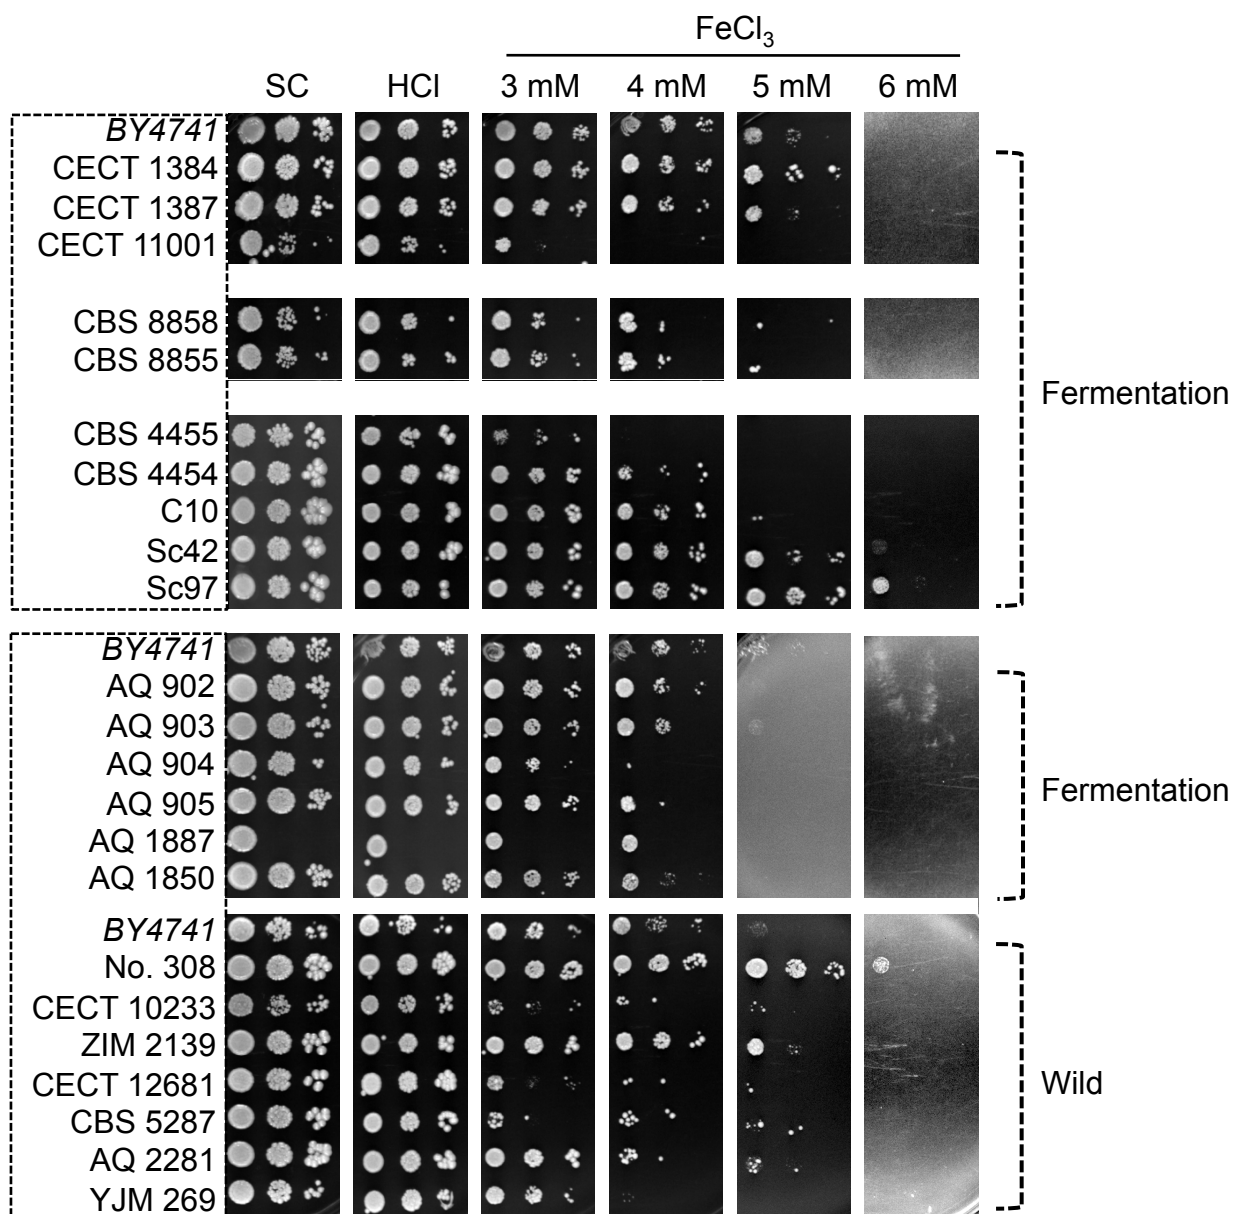 FeCl₃
SC HCl 3 mM 4 mM 5 mM 6 mM
BY4741
CECT 1384
CECT 1387
CECT 11001
CBS 8858
CBS 8855
Fermentation
CBS 4455
CBS 4454
C10
Sc42
Sc97
BY4741
AQ 902
AQ 903
AQ 904
AQ 905
Fermentation
AQ 1887
AQ 1850
BY4741
No. 308
CECT 10233
ZIM 2139
CECT 12681
Wild
CBS 5287
AQ 2281
YJM 269